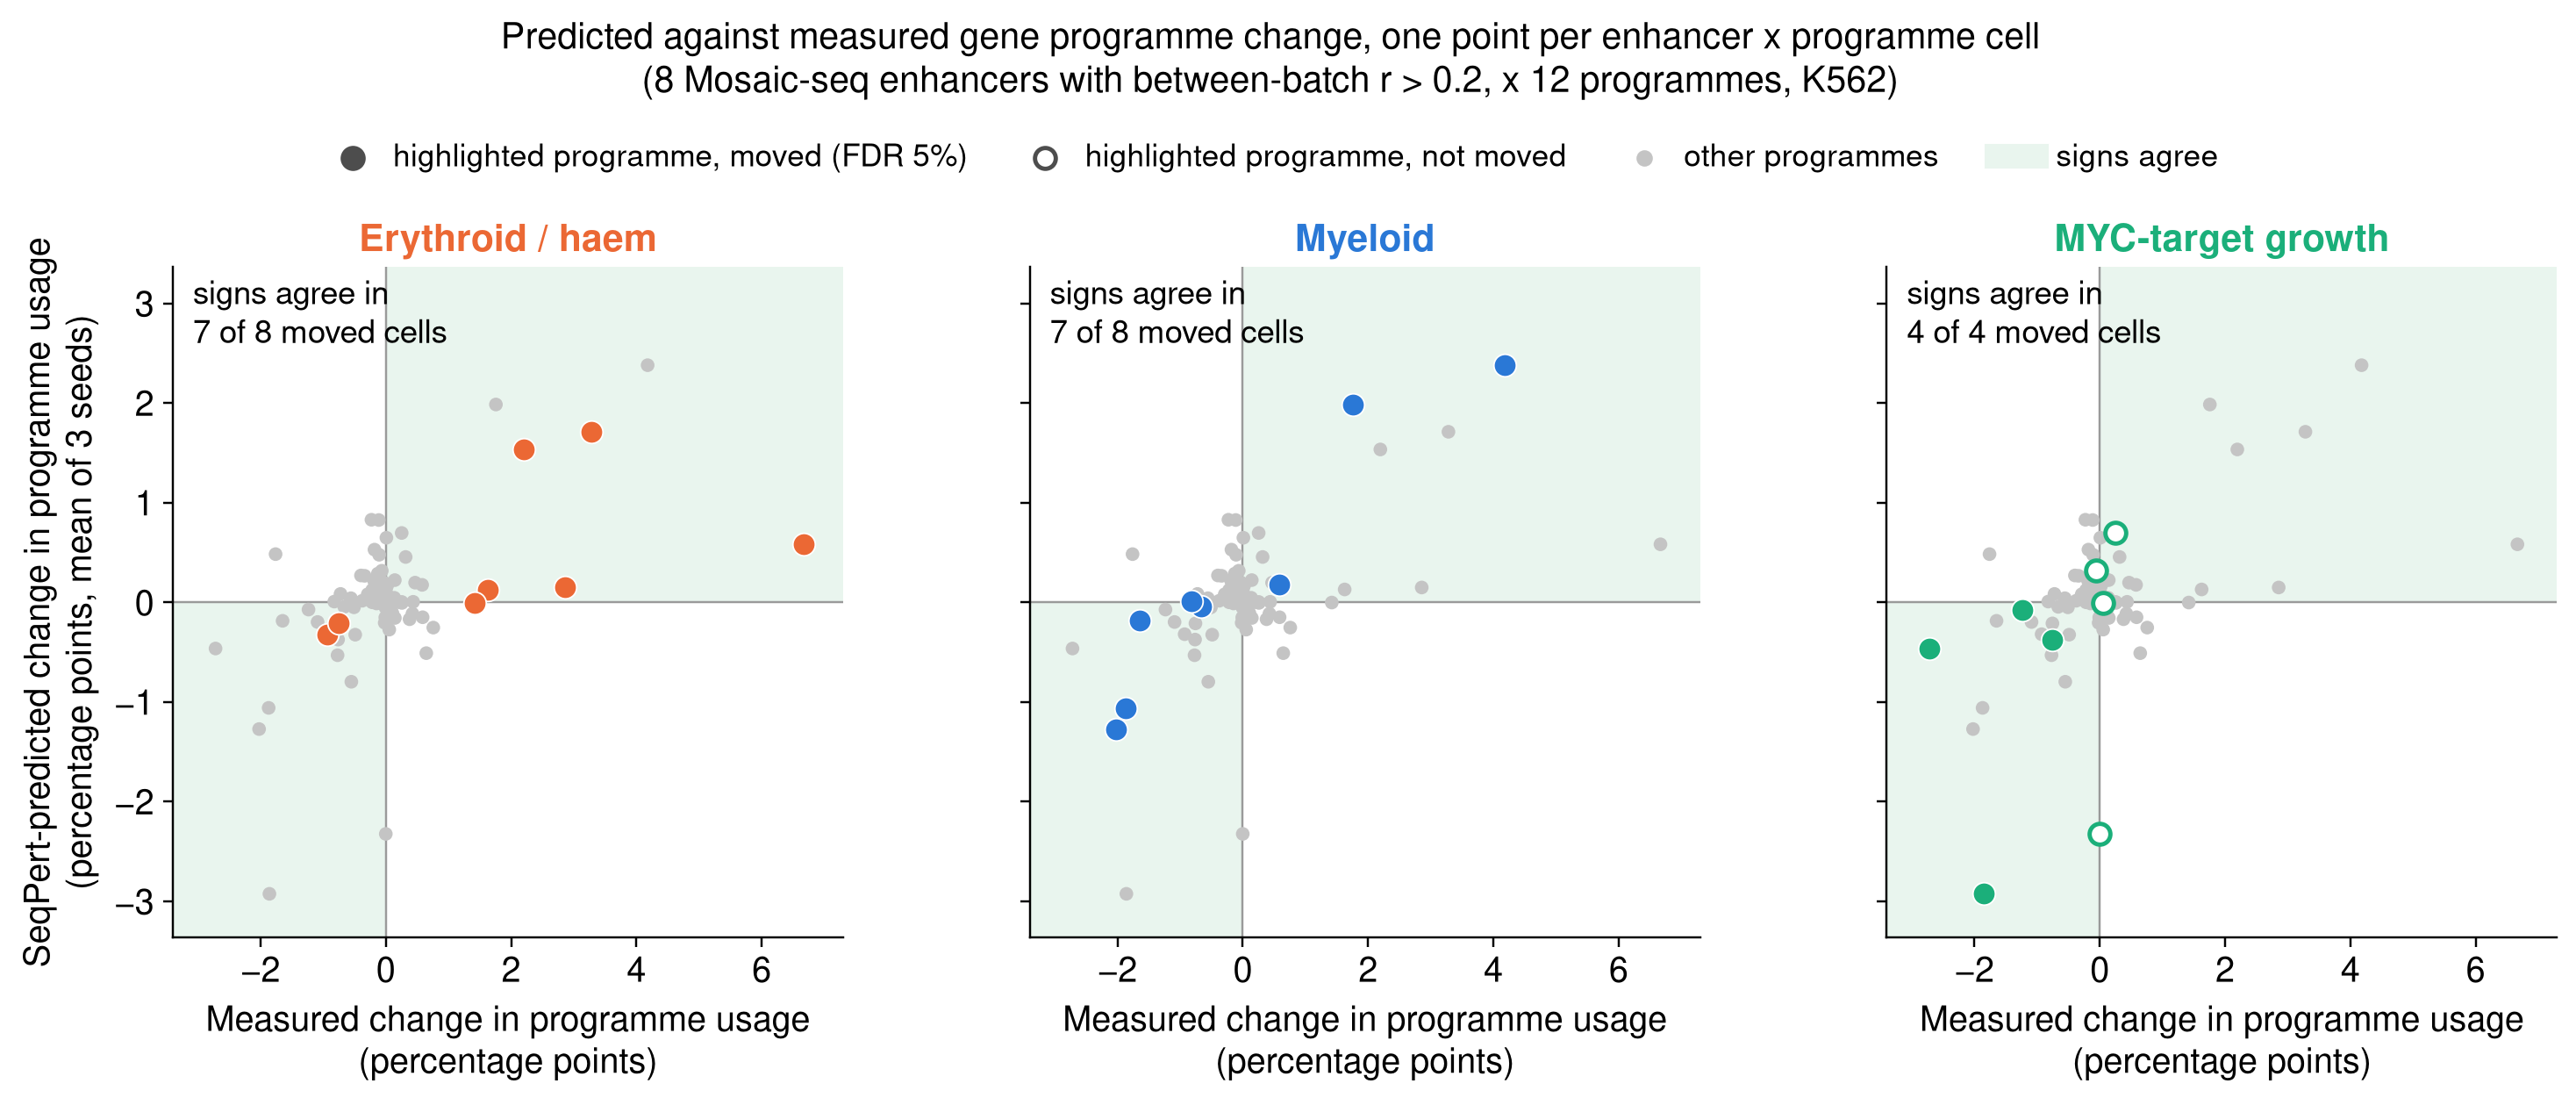 Predicted against measured gene programme change, one point per enhancer x programme cell
(8 Mosaic-seq enhancers with between-batch r > 0.2, x 12 programmes, K562)
highlighted programme, moved (FDR 5%)
highlighted programme, not moved
other programmes
signs agree
SeqPert-predicted change in programme usage
(percentage points, mean of 3 seeds)
Erythroid / haem
signs agree in
7 of 8 moved cells
3
2
1
0
−1
−2
−3
−2 0 2 4 6
Measured change in programme usage
(percentage points)
Myeloid
signs agree in
7 of 8 moved cells
−2 0 2 4 6
Measured change in programme usage
(percentage points)
MYC-target growth
signs agree in
4 of 4 moved cells
−2 0 2 4 6
Measured change in programme usage
(percentage points)